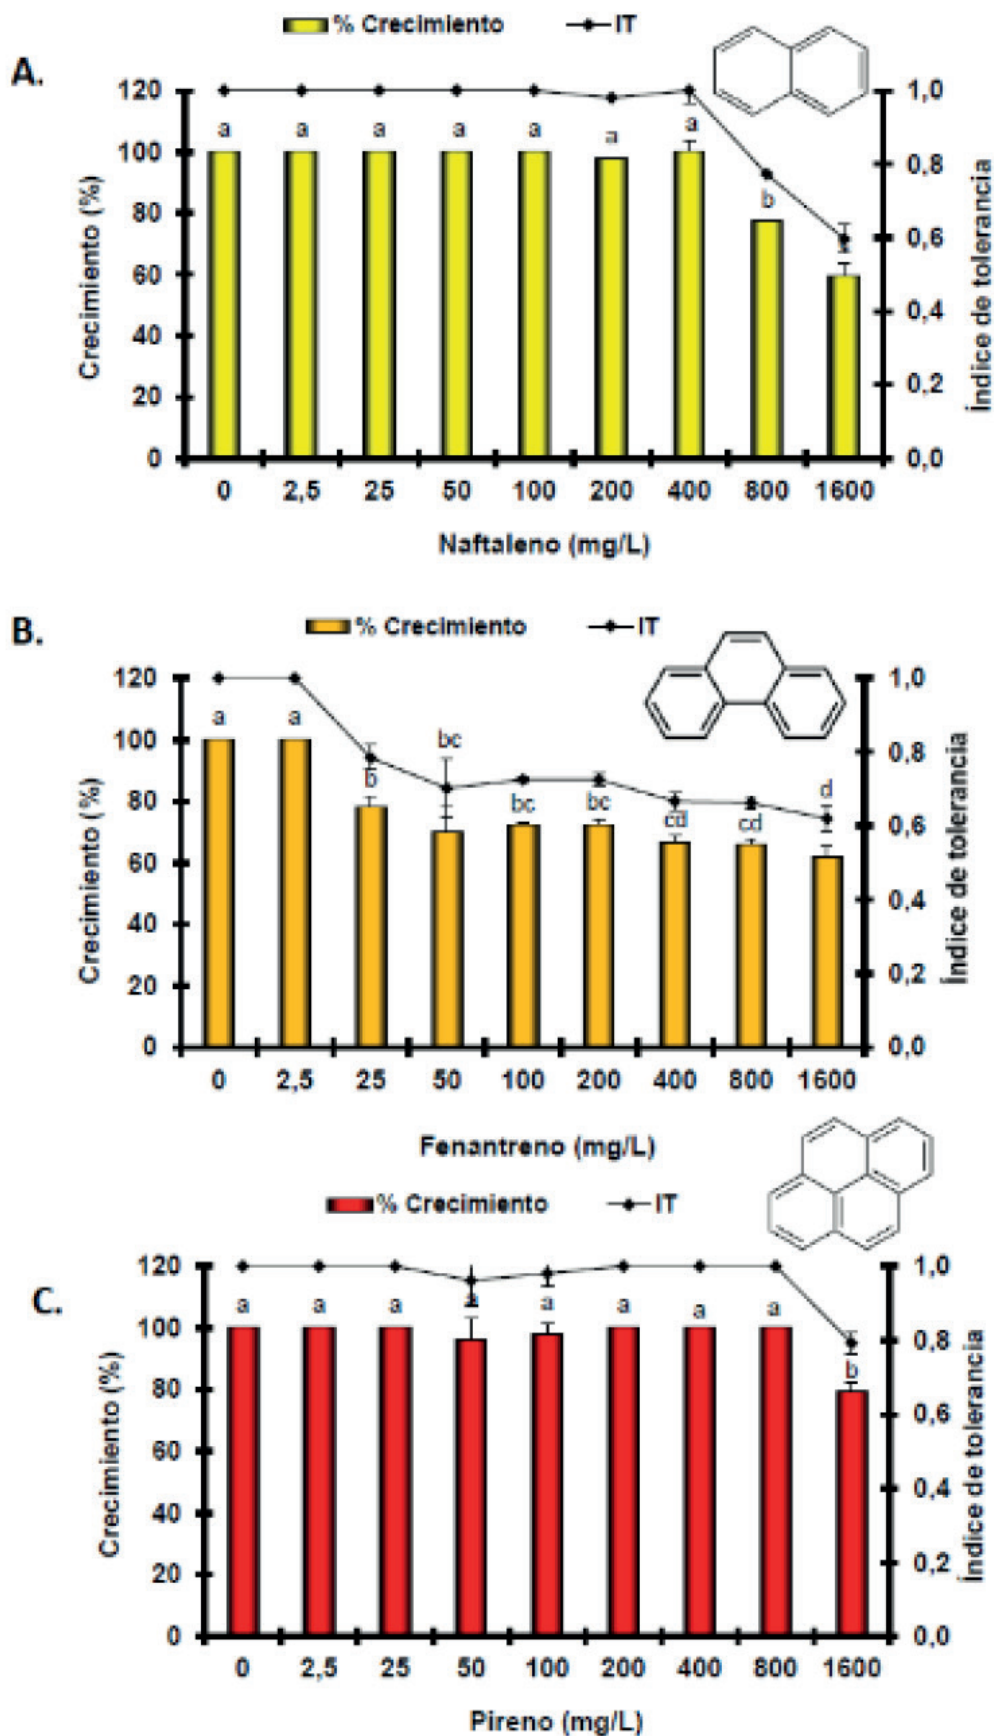 % Crecimiento IT
A.
120 1,0
a a a a a a a
100 0,8
b
80
0,6
60
0,4
40
0,2
20
0 0,0
Crecimiento (%)
Índice de tolerancia
0 2,5 25 50 100 200 400 800 1600
Naftaleno (mg/L)
B.
% Crecimiento IT
120 1,0
a a b bc bc bc cd cd d
100 0,8
80
0,6
60
0,4
40
0,2
20
0 0,0
Crecimiento (%)
Índice de tolerancia
0 2,5 25 50 100 200 400 800 1600
Fenantreno (mg/L)
% Crecimiento IT
C.
120 1,0
a a a a a a a a b
100 0,8
80
0,6
60
0,4
40
0,2
20
0 0,0
Crecimiento (%)
Índice de tolerancia
0 2,5 25 50 100 200 400 800 1600
Pireno (mg/L)